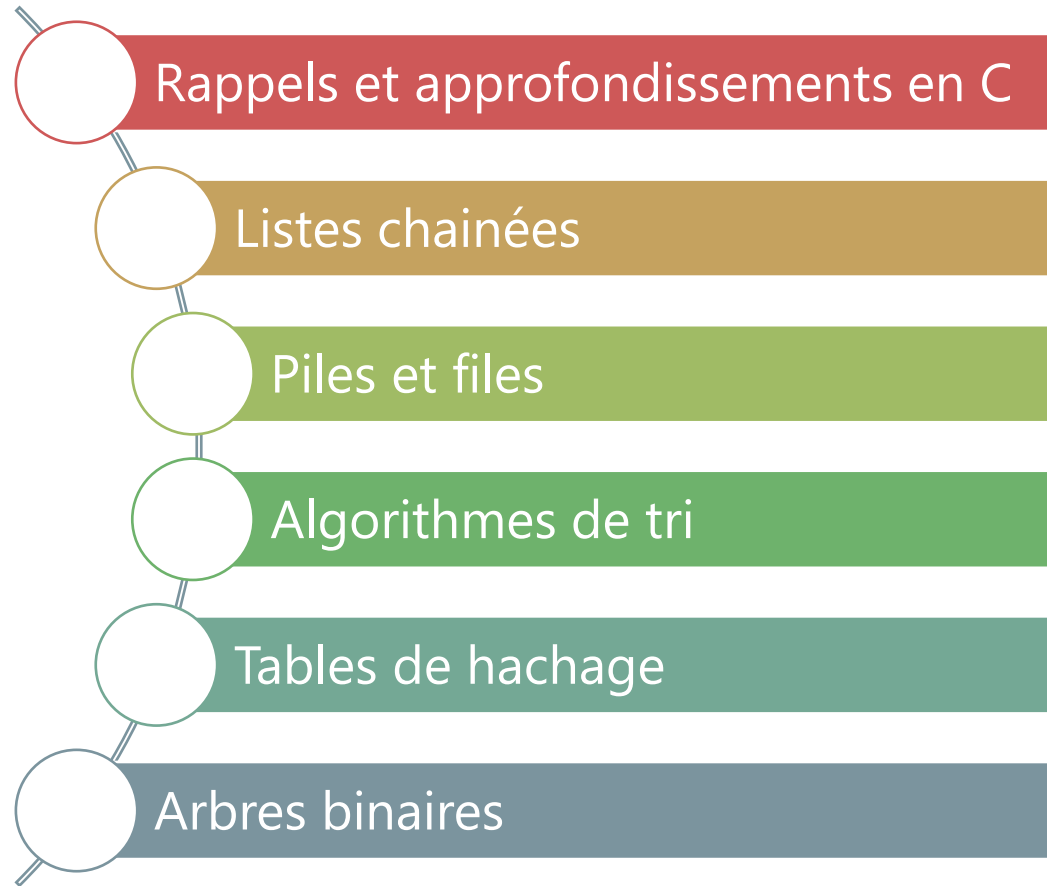 Rappels et approfondissements en C
Listes chainées
Piles et files
Algorithmes de tri
Tables de hachage
Arbres binaires